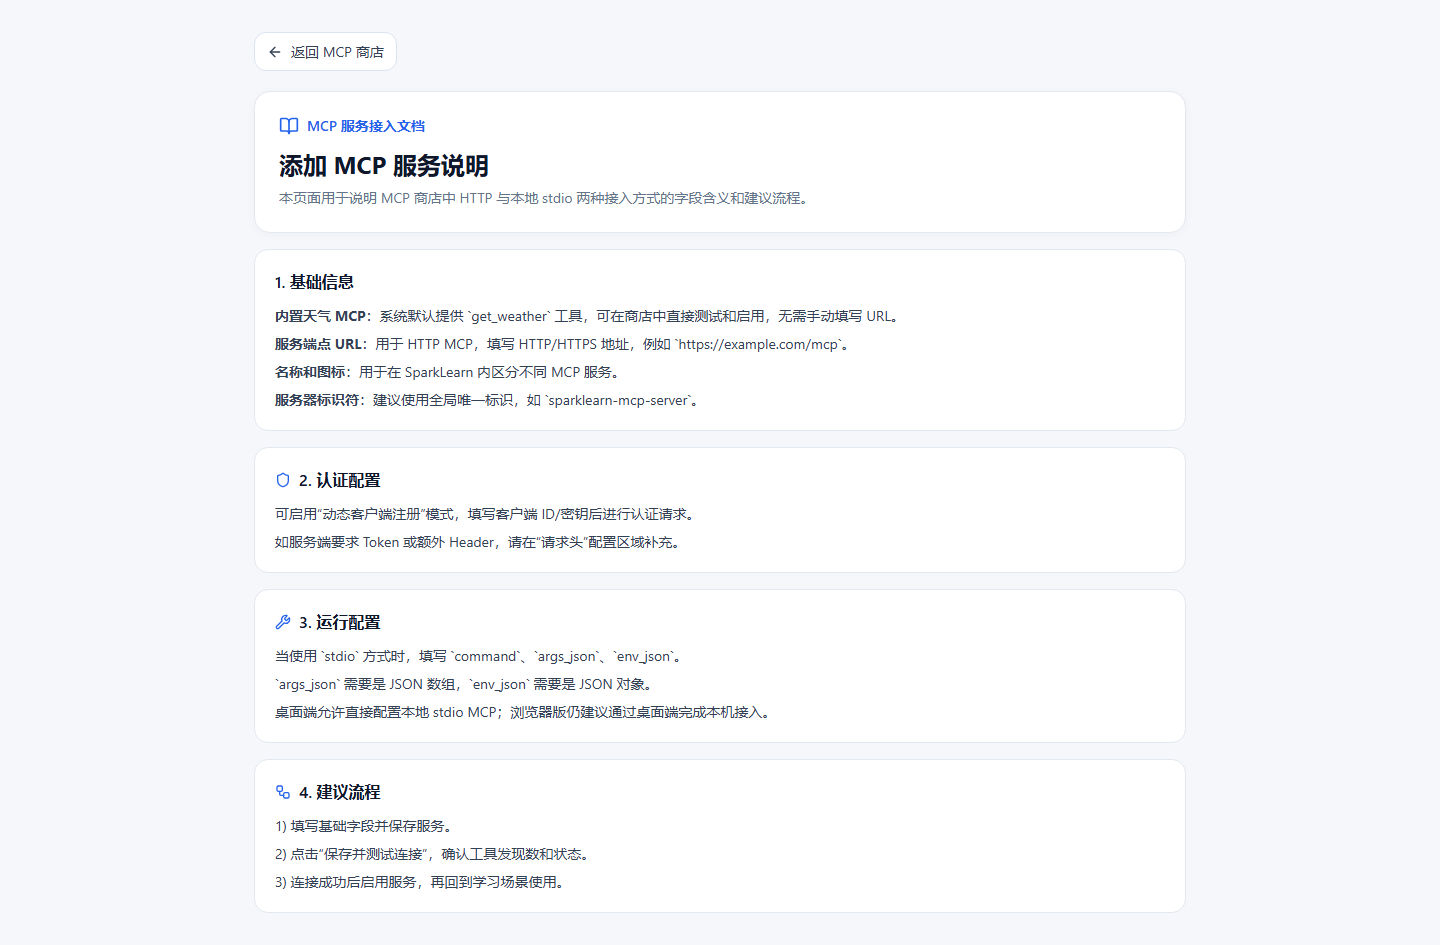 返回 MCP 商店
MCP 服务接入文档
添加 MCP 服务说明
本页面用于说明 MCP 商店中 HTTP 与本地 stdio 两种接入方式的字段含义和建议流程。
1. 基础信息
内置天气 MCP：系统默认提供 `get_weather` 工具，可在商店中直接测试和启用，无需手动填写 URL。
服务端点 URL：用于 HTTP MCP，填写 HTTP/HTTPS 地址，例如 `https://example.com/mcp`。
名称和图标：用于在 SparkLearn 内区分不同 MCP 服务。
服务器标识符：建议使用全局唯一标识，如 `sparklearn-mcp-server`。
2. 认证配置
可启用“动态客户端注册”模式，填写客户端 ID/密钥后进行认证请求。
如服务端要求 Token 或额外 Header，请在“请求头”配置区域补充。
3. 运行配置
当使用 `stdio` 方式时，填写 `command`、`args_json`、`env_json`。
`args_json` 需要是 JSON 数组，`env_json` 需要是 JSON 对象。
桌面端允许直接配置本地 stdio MCP；浏览器版仍建议通过桌面端完成本机接入。
4. 建议流程
1) 填写基础字段并保存服务。
2) 点击“保存并测试连接”，确认工具发现数和状态。
3) 连接成功后启用服务，再回到学习场景使用。